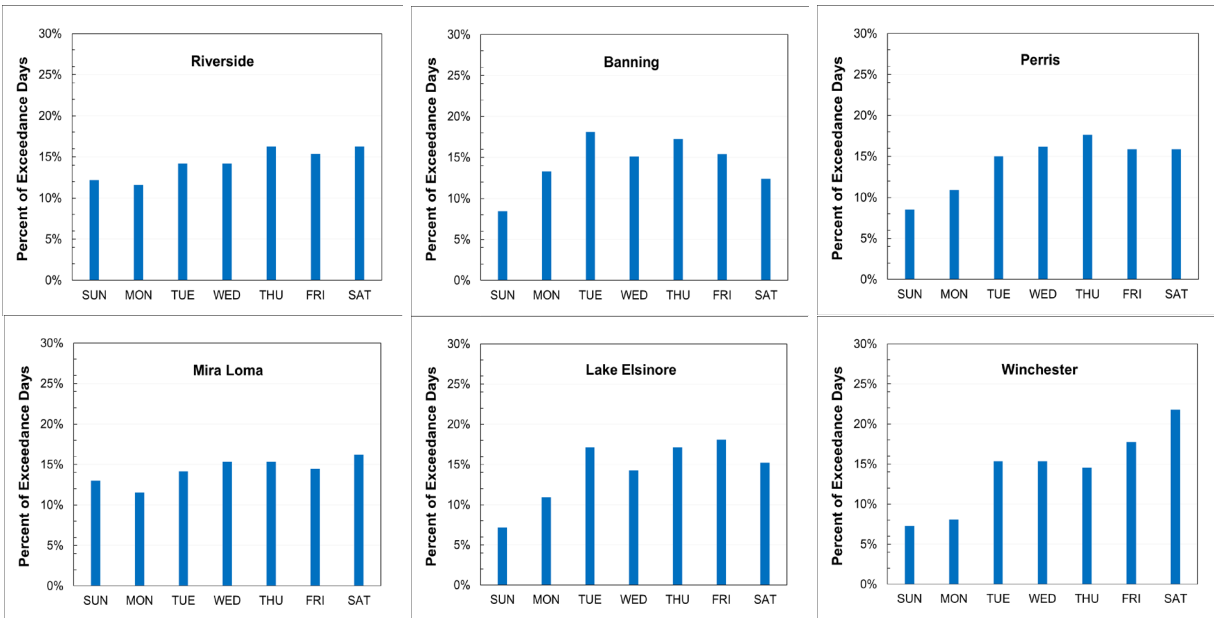 Riverside
Percent of Exceedance Days
30%
25%
20%
15%
10%
5%
0%
SUN MON TUE WED THU FRI SAT
Banning
Percent of Exceedance Days
30%
25%
20%
15%
10%
5%
0%
SUN MON TUE WED THU FRI SAT
Perris
Percent of Exceedance Days
30%
25%
20%
15%
10%
5%
0%
SUN MON TUE WED THU FRI SAT
Mira Loma
Percent of Exceedance Days
30%
25%
20%
15%
10%
5%
0%
SUN MON TUE WED THU FRI SAT
Lake Elsinore
Percent of Exceedance Days
30%
25%
20%
15%
10%
5%
0%
SUN MON TUE WED THU FRI SAT
Winchester
Percent of Exceedance Days
30%
25%
20%
15%
10%
5%
0%
SUN MON TUE WED THU FRI SAT